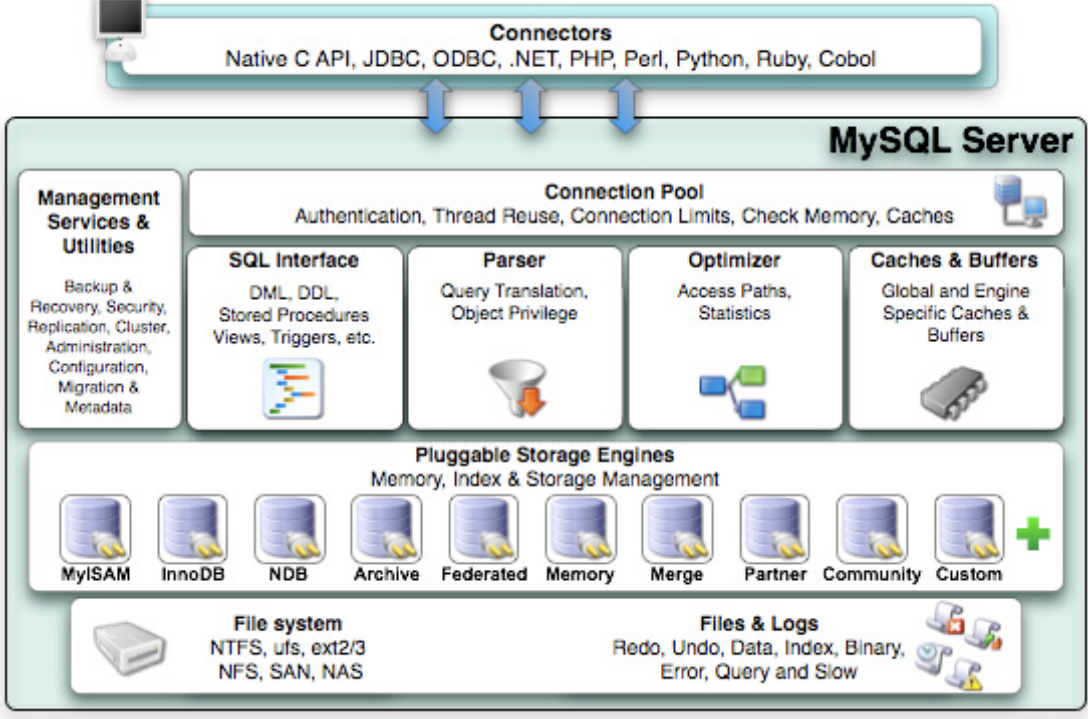 Connectors
Native C API, JDBC, ODBC, .NET, PHP, Perl, Python, Ruby, Cobol
MySQL Server
Management
Services &
Utilities
Backup &
Recovery, Security,
Replication, Cluster,
Administration,
Configuration,
Migration &
Metadata
Connection Pool
Authentication, Thread Reuse, Connection Limits, Check Memory, Caches
SQL Interface
DML, DDL,
Stored Procedures
Views, Triggers, etc.
Parser
Query Translation,
Object Privilege
Optimizer
Access Paths,
Statistics
Caches & Buffers
Global and Engine
Specific Caches &
Buffers
Pluggable Storage Engines
Memory, Index & Storage Management
MyISAM
InnoDB
NDB
Archive
Federated
Memory
Merge
Partner
Community
Custom
File system
NTFS, ufs, ext2/3
NFS, SAN, NAS
Files & Logs
Redo, Undo, Data, Index, Binary,
Error, Query and Slow